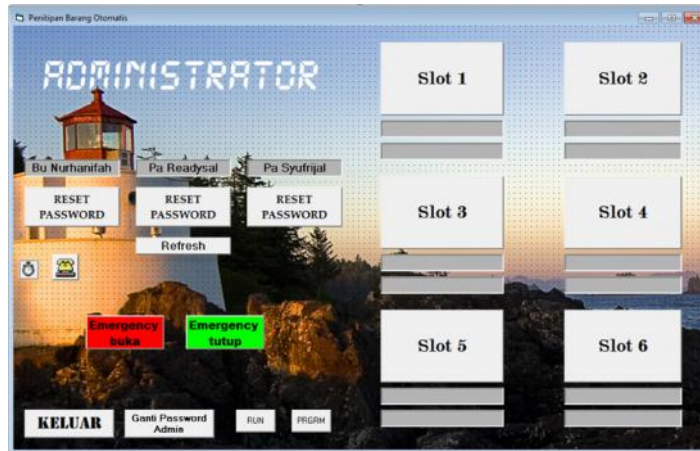 Penitipan Barang Otomatis
ADMINISTRATOR
Bu Nurhanifah
Pa Readysal
Pa Syufrijal
RESET
PASSWORD
RESET
PASSWORD
RESET
PASSWORD
Refresh
Emergency
buka
Emergency
tutup
KELUAR
Ganti Password
Admin
RUN
PRGRM
Slot 1
Slot 2
Slot 3
Slot 4
Slot 5
Slot 6